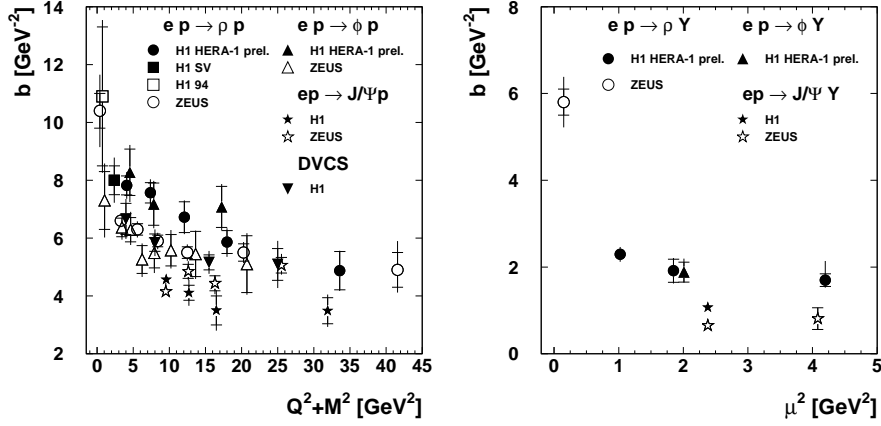 e p → ρ p
e p → ϕ p
H1 HERA-1 prel.
H1 SV
H1 94
ZEUS
H1 HERA-1 prel.
ZEUS
ep → J/Ψp
H1
ZEUS
DVCS
H1
b [GeV⁻²]
14
12
10
8
6
4
2
0 5 10 15 20 25 30 35 40 45
Q²+M² [GeV²]
e p → ρ Y
e p → ϕ Y
H1 HERA-1 prel.
ZEUS
H1 HERA-1 prel.
ep → J/Ψ Y
H1
ZEUS
b [GeV⁻²]
8
6
4
2
0
0 1 2 3 4 5
μ² [GeV²]